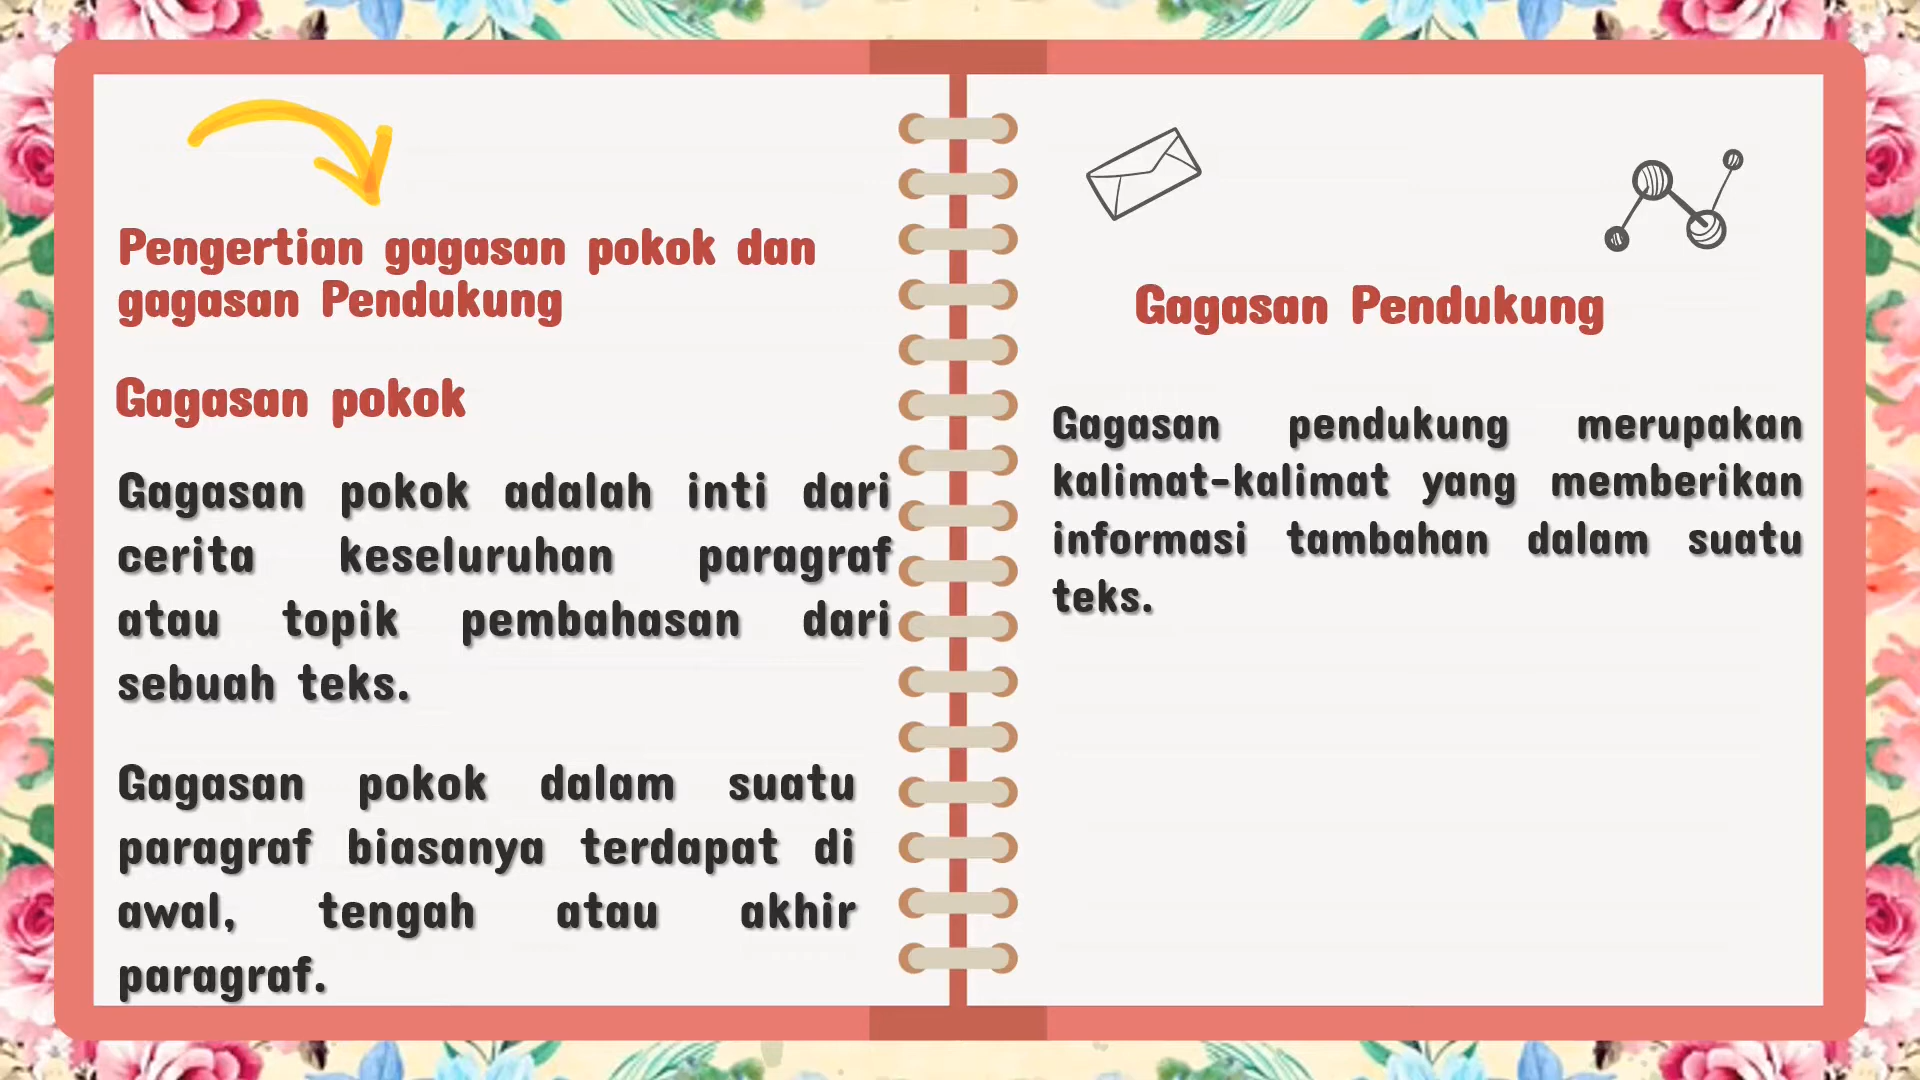 Pengertian gagasan pokok dan
gagasan Pendukung
Gagasan pokok
Gagasan pokok adalah inti dari
cerita keseluruhan paragraf
atau topik pembahasan dari
sebuah teks.
Gagasan pokok dalam suatu
paragraf biasanya terdapat di
awal, tengah atau akhir
paragraf.
Gagasan Pendukung
Gagasan pendukung merupakan
kalimat-kalimat yang memberikan
informasi tambahan dalam suatu
teks.